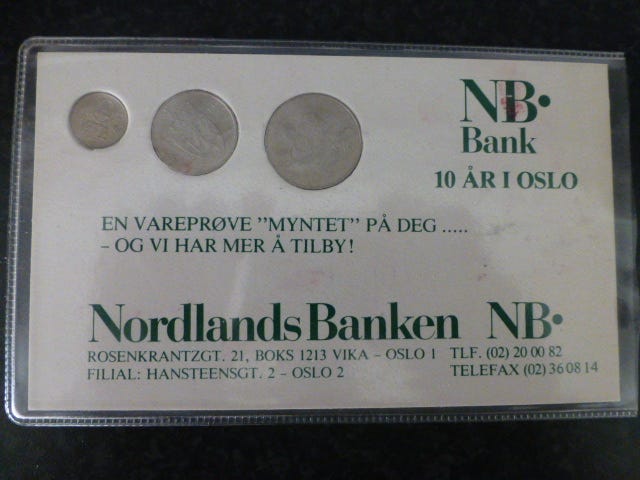 NB•
Bank
10 ÅR I OSLO
EN VAREPRØVE ”MYNTET” PÅ DEG .....
– OG VI HAR MER Å TILBY!
NordlandsBanken NB•
ROSENKRANTZGT. 21, BOKS 1213 VIKA – OSLO 1 TLF. (02) 20 00 82
FILIAL: HANSTEENSGT. 2 – OSLO 2 TELEFAX (02) 36 08 14